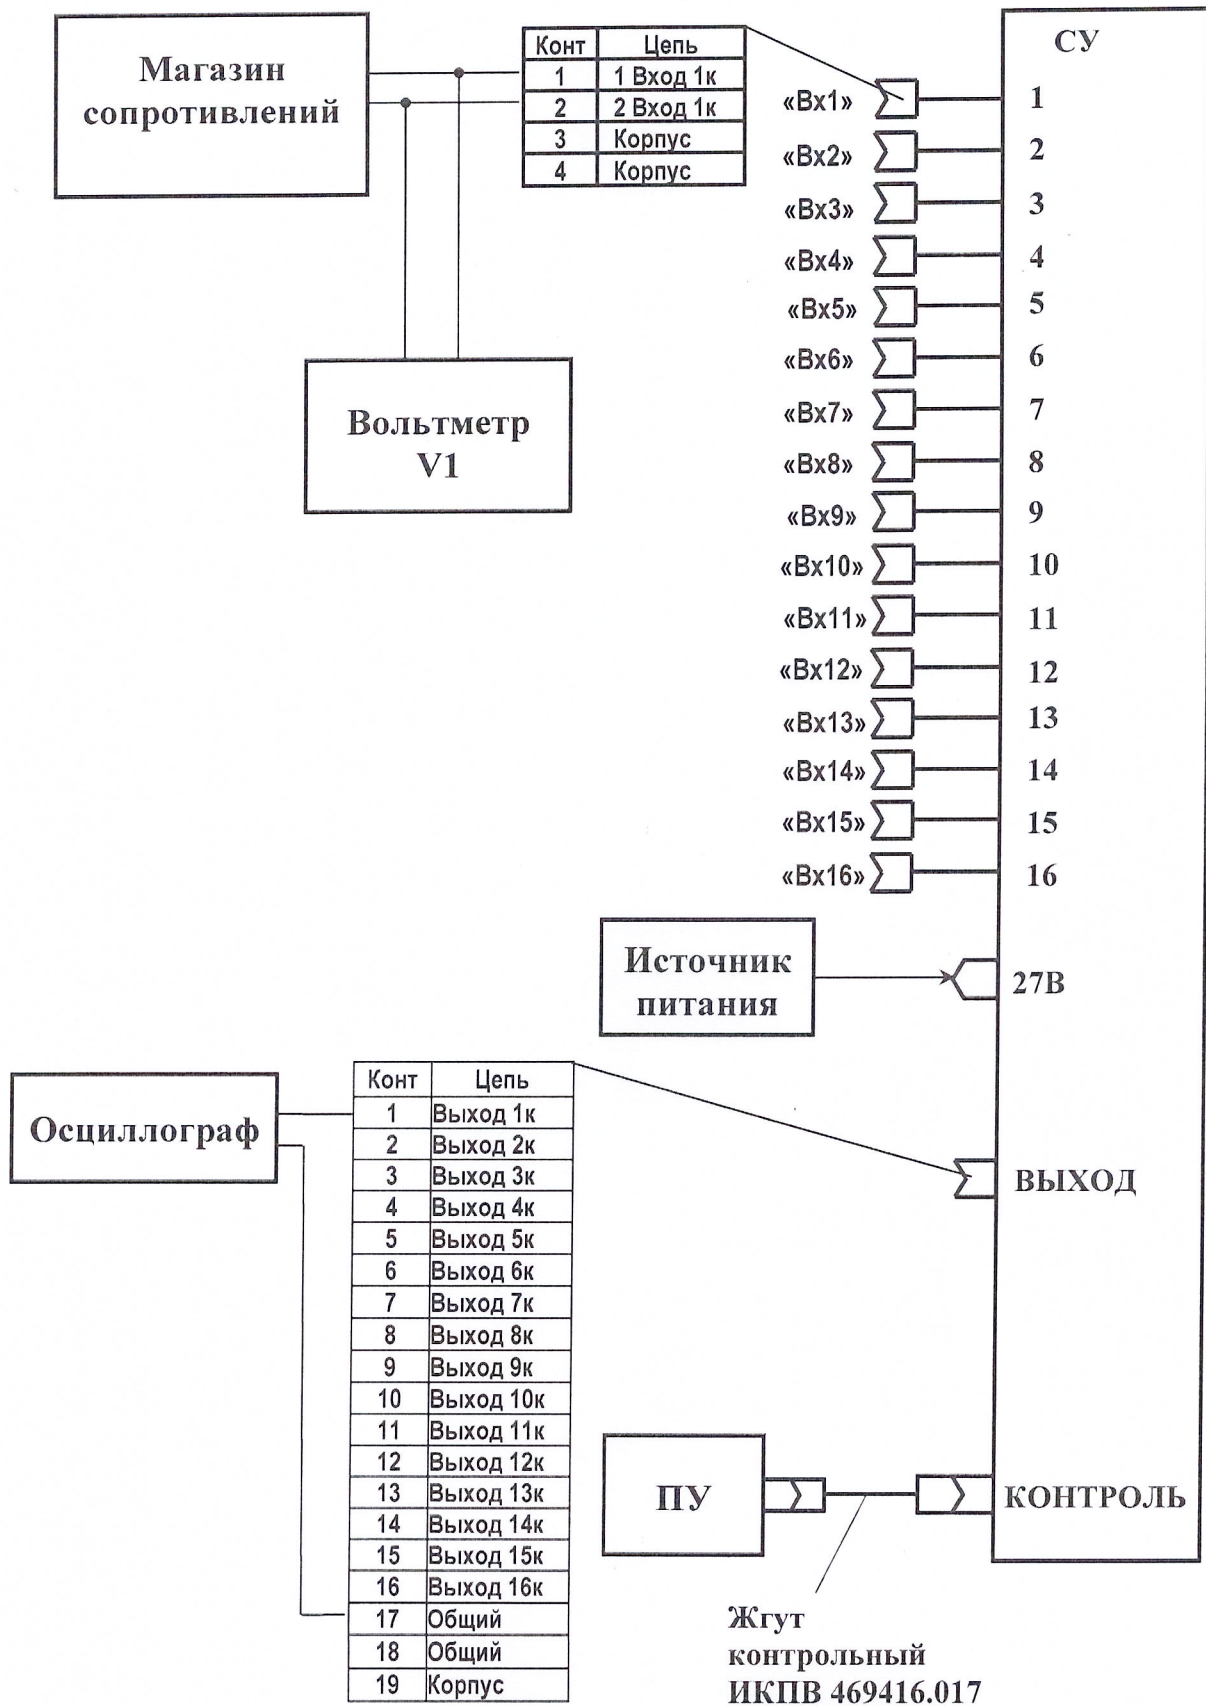 Магазин
сопротивлений
Конт Цепь
1 1 Вход 1к
2 2 Вход 1к
3 Корпус
4 Корпус
СУ
«Вх1» 1
«Вх2» 2
«Вх3» 3
«Вх4» 4
«Вх5» 5
«Вх6» 6
«Вх7» 7
«Вх8» 8
«Вх9» 9
«Вх10» 10
«Вх11» 11
«Вх12» 12
«Вх13» 13
«Вх14» 14
«Вх15» 15
«Вх16» 16
Вольтметр
V1
Источник
питания
27В
Осциллограф
Конт Цепь
1 Выход 1к
2 Выход 2к
3 Выход 3к
4 Выход 4к
5 Выход 5к
6 Выход 6к
7 Выход 7к
8 Выход 8к
9 Выход 9к
10 Выход 10к
11 Выход 11к
12 Выход 12к
13 Выход 13к
14 Выход 14к
15 Выход 15к
16 Выход 16к
17 Общий
18 Общий
19 Корпус
ВЫХОД
ПУ
КОНТРОЛЬ
Жгут
контрольный
ИКПВ 469416.017